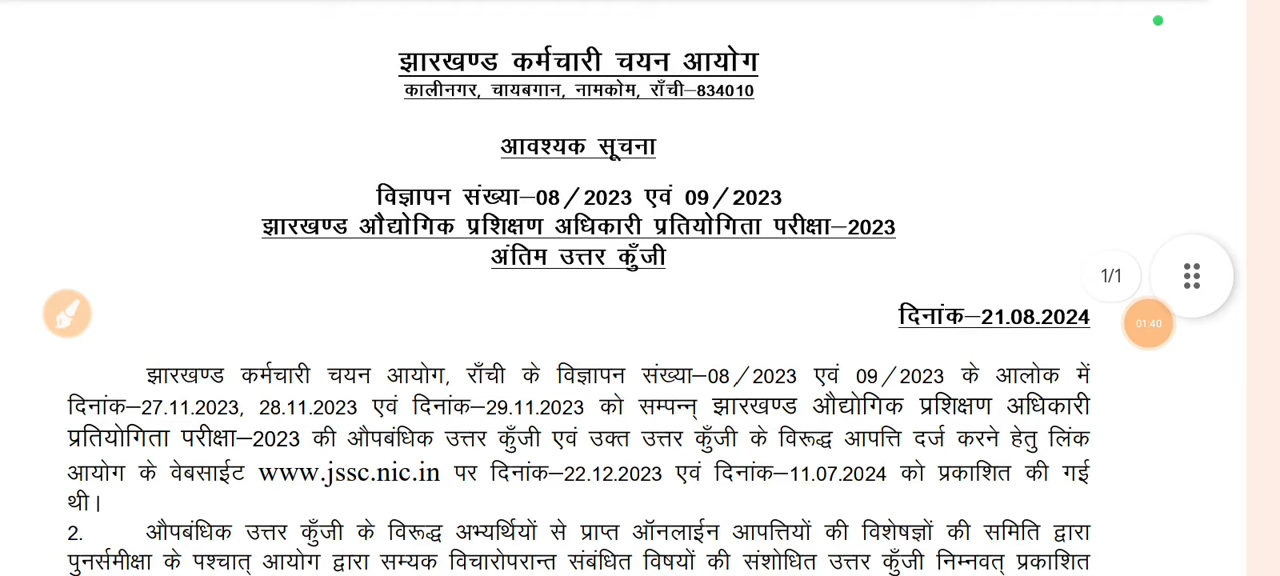 झारखण्ड कर्मचारी चयन आयोग
कालीनगर, चायबगान, नामकोम, राँची–834010
आवश्यक सूचना
विज्ञापन संख्या–08/2023 एवं 09/2023
झारखण्ड औद्योगिक प्रशिक्षण अधिकारी प्रतियोगिता परीक्षा–2023
अंतिम उत्तर कुँजी
1/1
दिनांक–21.08.2024
01:40
झारखण्ड कर्मचारी चयन आयोग, राँची के विज्ञापन संख्या–08/2023 एवं 09/2023 के आलोक में
दिनांक–27.11.2023, 28.11.2023 एवं दिनांक–29.11.2023 को सम्पन्न् झारखण्ड औद्योगिक प्रशिक्षण अधिकारी
प्रतियोगिता परीक्षा–2023 की औपबंधिक उत्तर कुँजी एवं उक्त उत्तर कुँजी के विरूद्ध आपत्ति दर्ज करने हेतु लिंक
आयोग के वेबसाईट www.jssc.nic.in पर दिनांक–22.12.2023 एवं दिनांक–11.07.2024 को प्रकाशित की गई
थी।
2. औपबंधिक उत्तर कुँजी के विरूद्ध अभ्यर्थियों से प्राप्त ऑनलाईन आपत्तियों की विशेषज्ञों की समिति द्वारा
पुनर्समीक्षा के पश्चात् आयोग द्वारा सम्यक विचारोपरान्त संबंधित विषयों की संशोधित उत्तर कुँजी निम्नवत् प्रकाशित